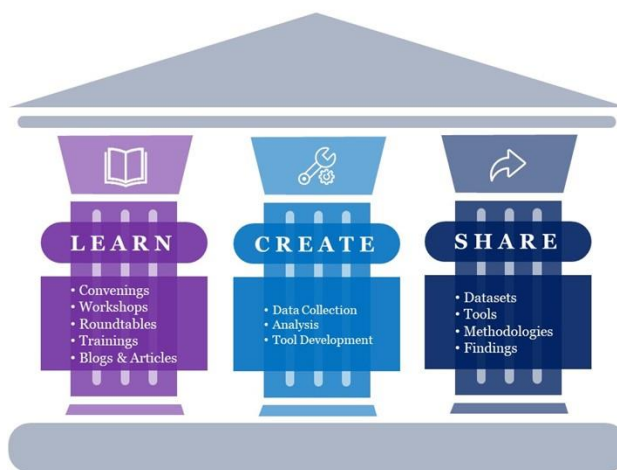 LEARN
• Convenings
• Workshops
• Roundtables
• Trainings
• Blogs & Articles
CREATE
• Data Collection
• Analysis
• Tool Development
SHARE
• Datasets
• Tools
• Methodologies
• Findings